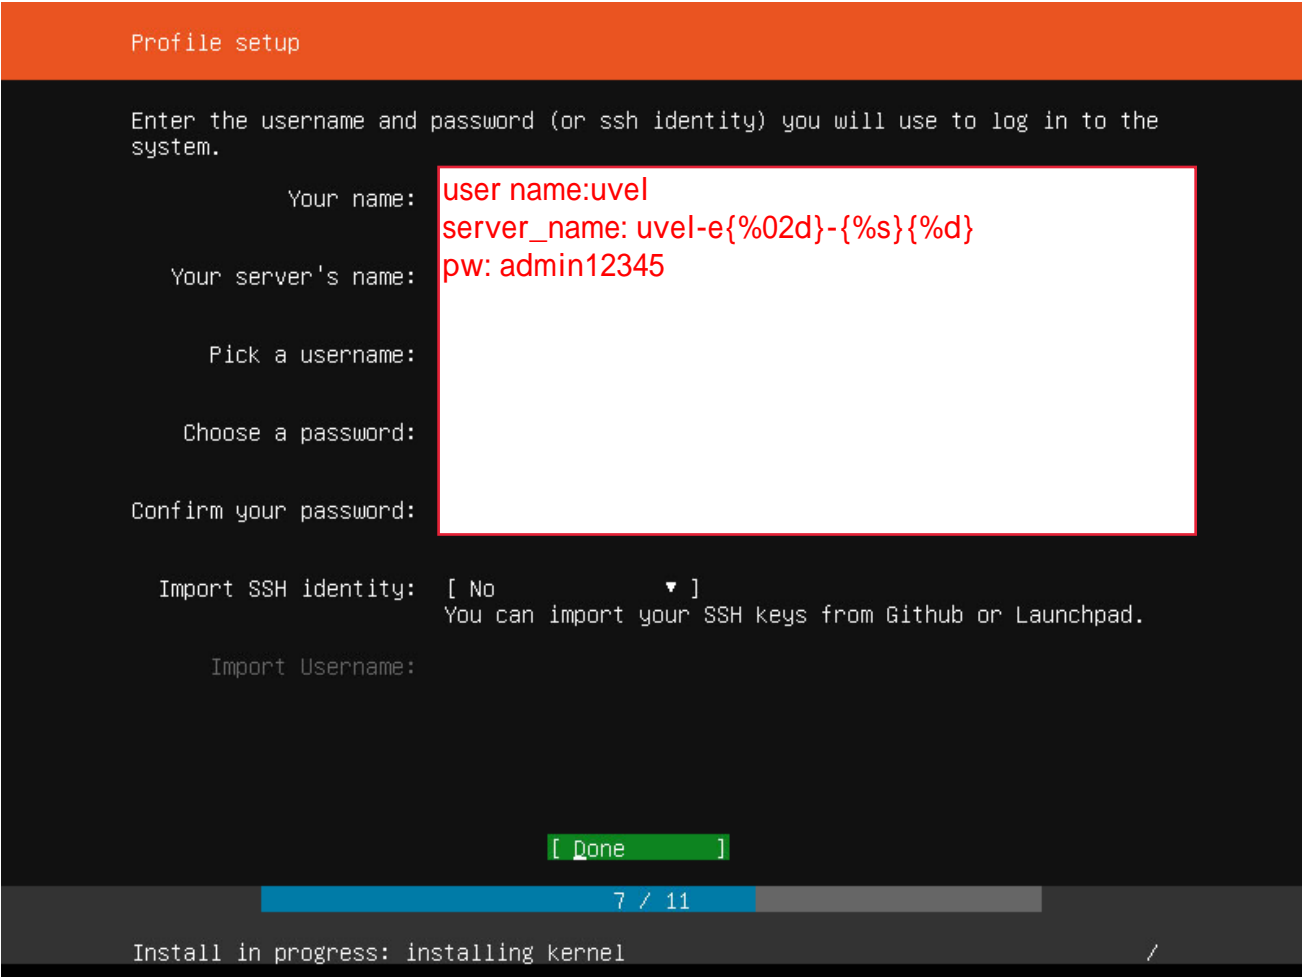 Profile setup
Enter the username and password (or ssh identity) you will use to log in to the
system.
Your name:
user name:uvel
server_name: uvel-e{%02d}-{%s}{%d}
Your server's name:
pw: admin12345
Pick a username:
Choose a password:
Confirm your password:
Import SSH identity: [ No ▼ ]
You can import your SSH keys from Github or Launchpad.
Import Username:
[ Done ]
7 / 11
Install in progress: installing kernel /